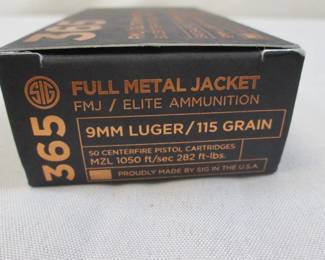 365
SIG
FULL METAL JACKET
FMJ / ELITE AMMUNITION
9MM LUGER/115 GRAIN
50 CENTERFIRE PISTOL CARTRIDGES
MZL 1050 ft/sec 282 ft-lbs.
PROUDLY MADE BY SIG IN THE U.S.A.
365